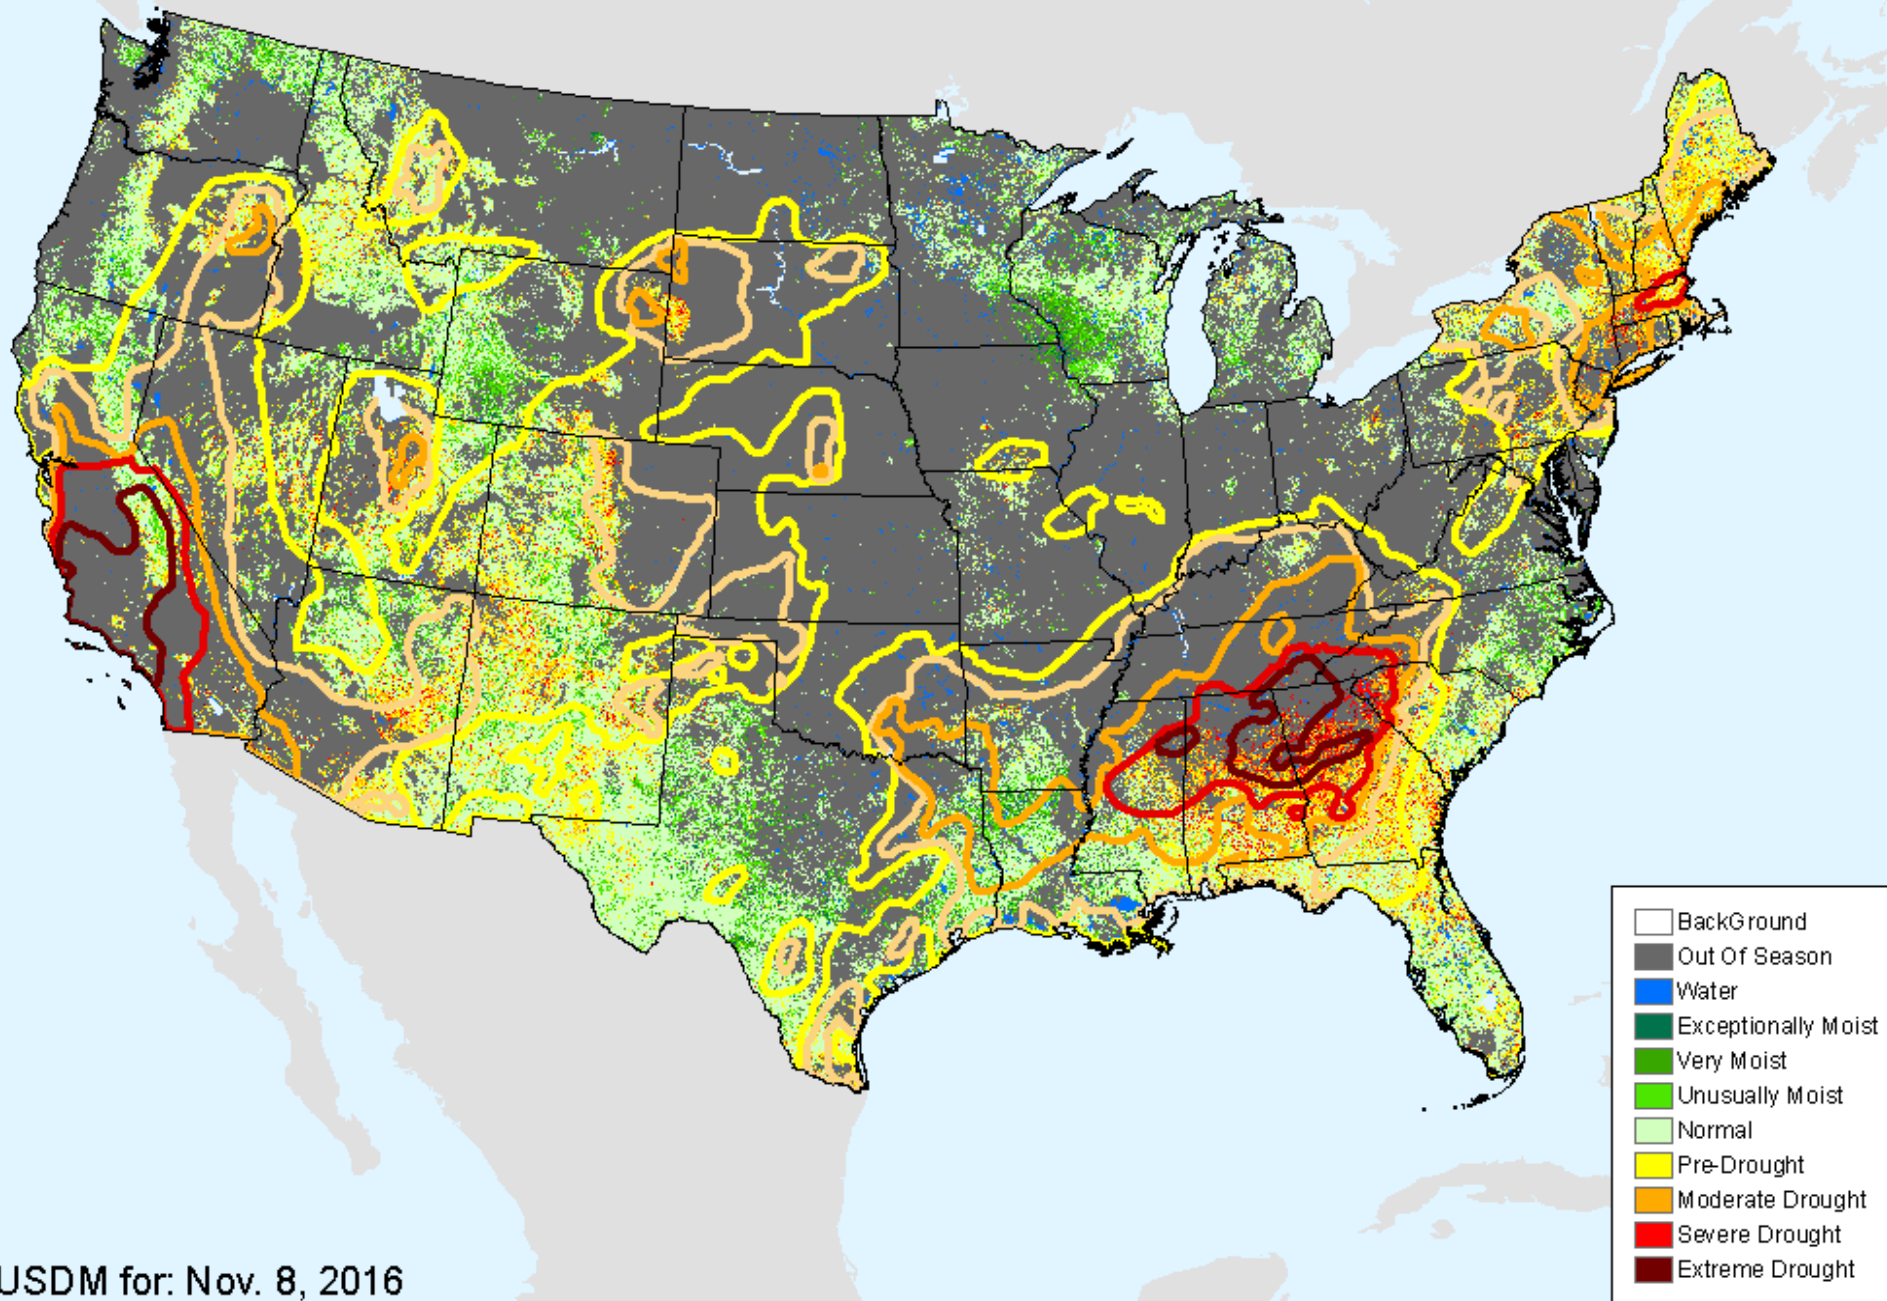 BackGround
Out Of Season
Water
Exceptionally Moist
Very Moist
Unusually Moist
Normal
Pre-Drought
Moderate Drought
Severe Drought
Extreme Drought
USDM for: Nov. 8, 2016